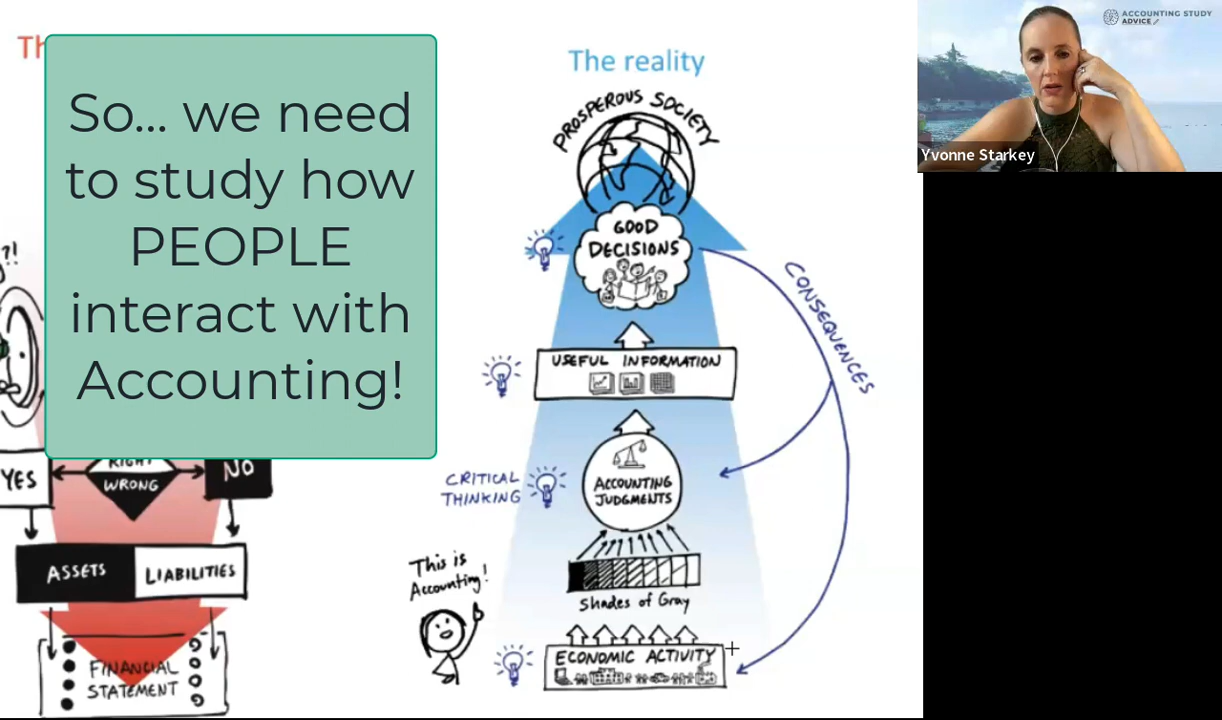 Th
So... we need
to study how
PEOPLE
interact with
Accounting!
?!
YES
RIGHT
WRONG
NO
ASSETS
LIABILITIES
FINANCIAL
STATEMENT
The reality
PROSPEROUS SOCIETY
GOOD
DECISIONS
CONSEQUENCES
USEFUL INFORMATION
CRITICAL
THINKING
ACCOUNTING
JUDGMENTS
This is
Accounting!
Shades of Gray
ECONOMIC ACTIVITY
ACCOUNTING STUDY
ADVICE
Yvonne Starkey